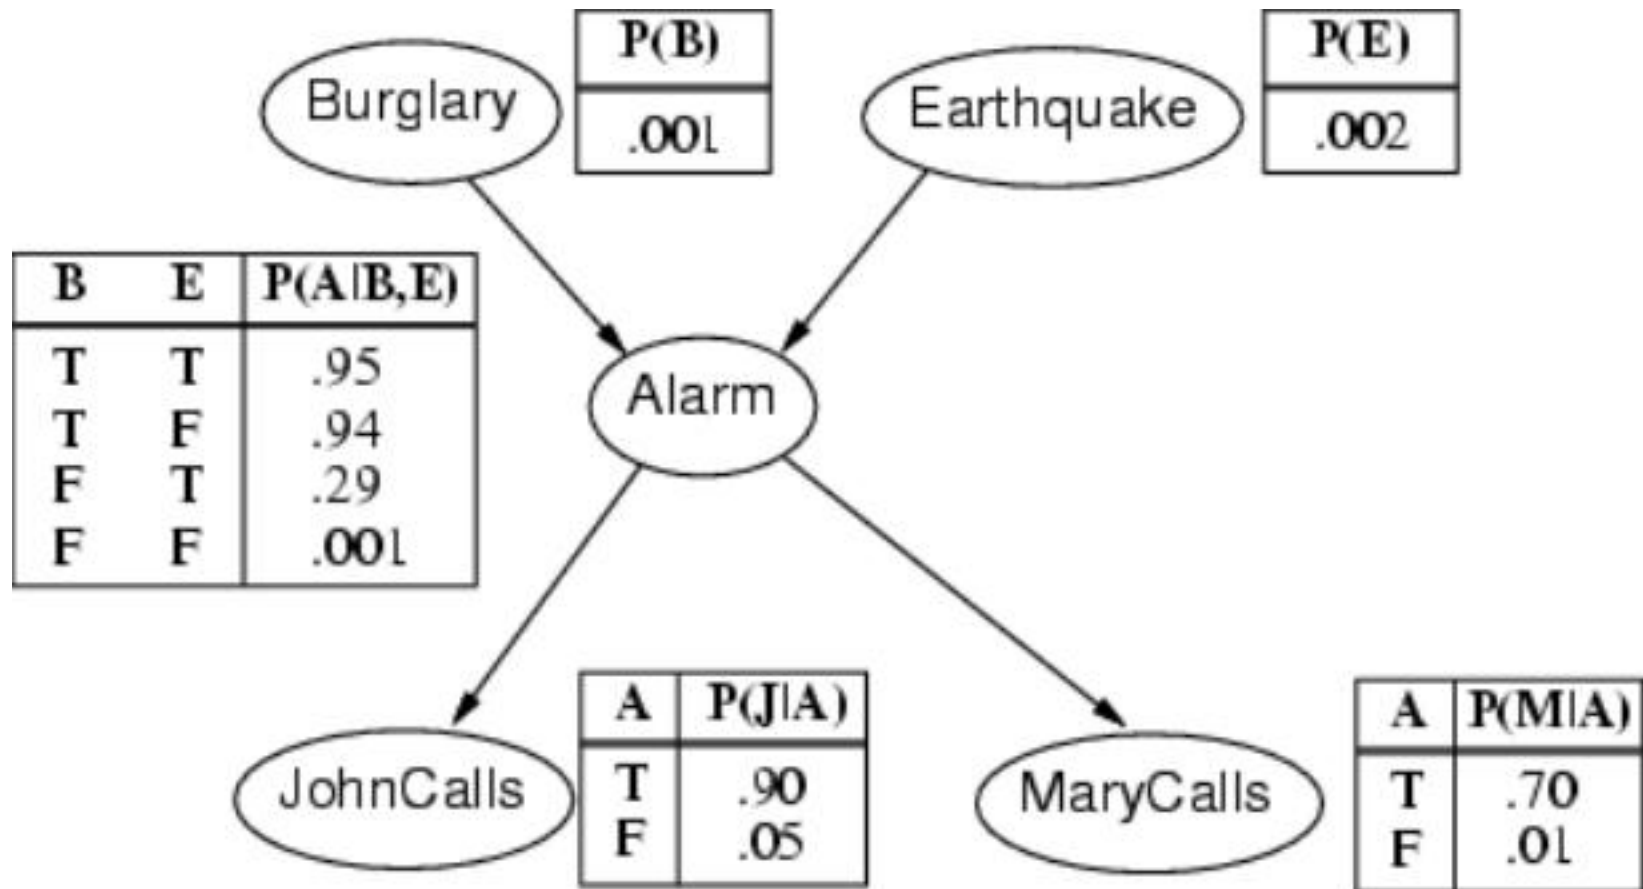 Burglary
P(B)
.001
Earthquake
P(E)
.002
B E P(A|B,E)
T T .95
T F .94
F T .29
F F .001
Alarm
JohnCalls
A P(J|A)
T .90
F .05
MaryCalls
A P(M|A)
T .70
F .01